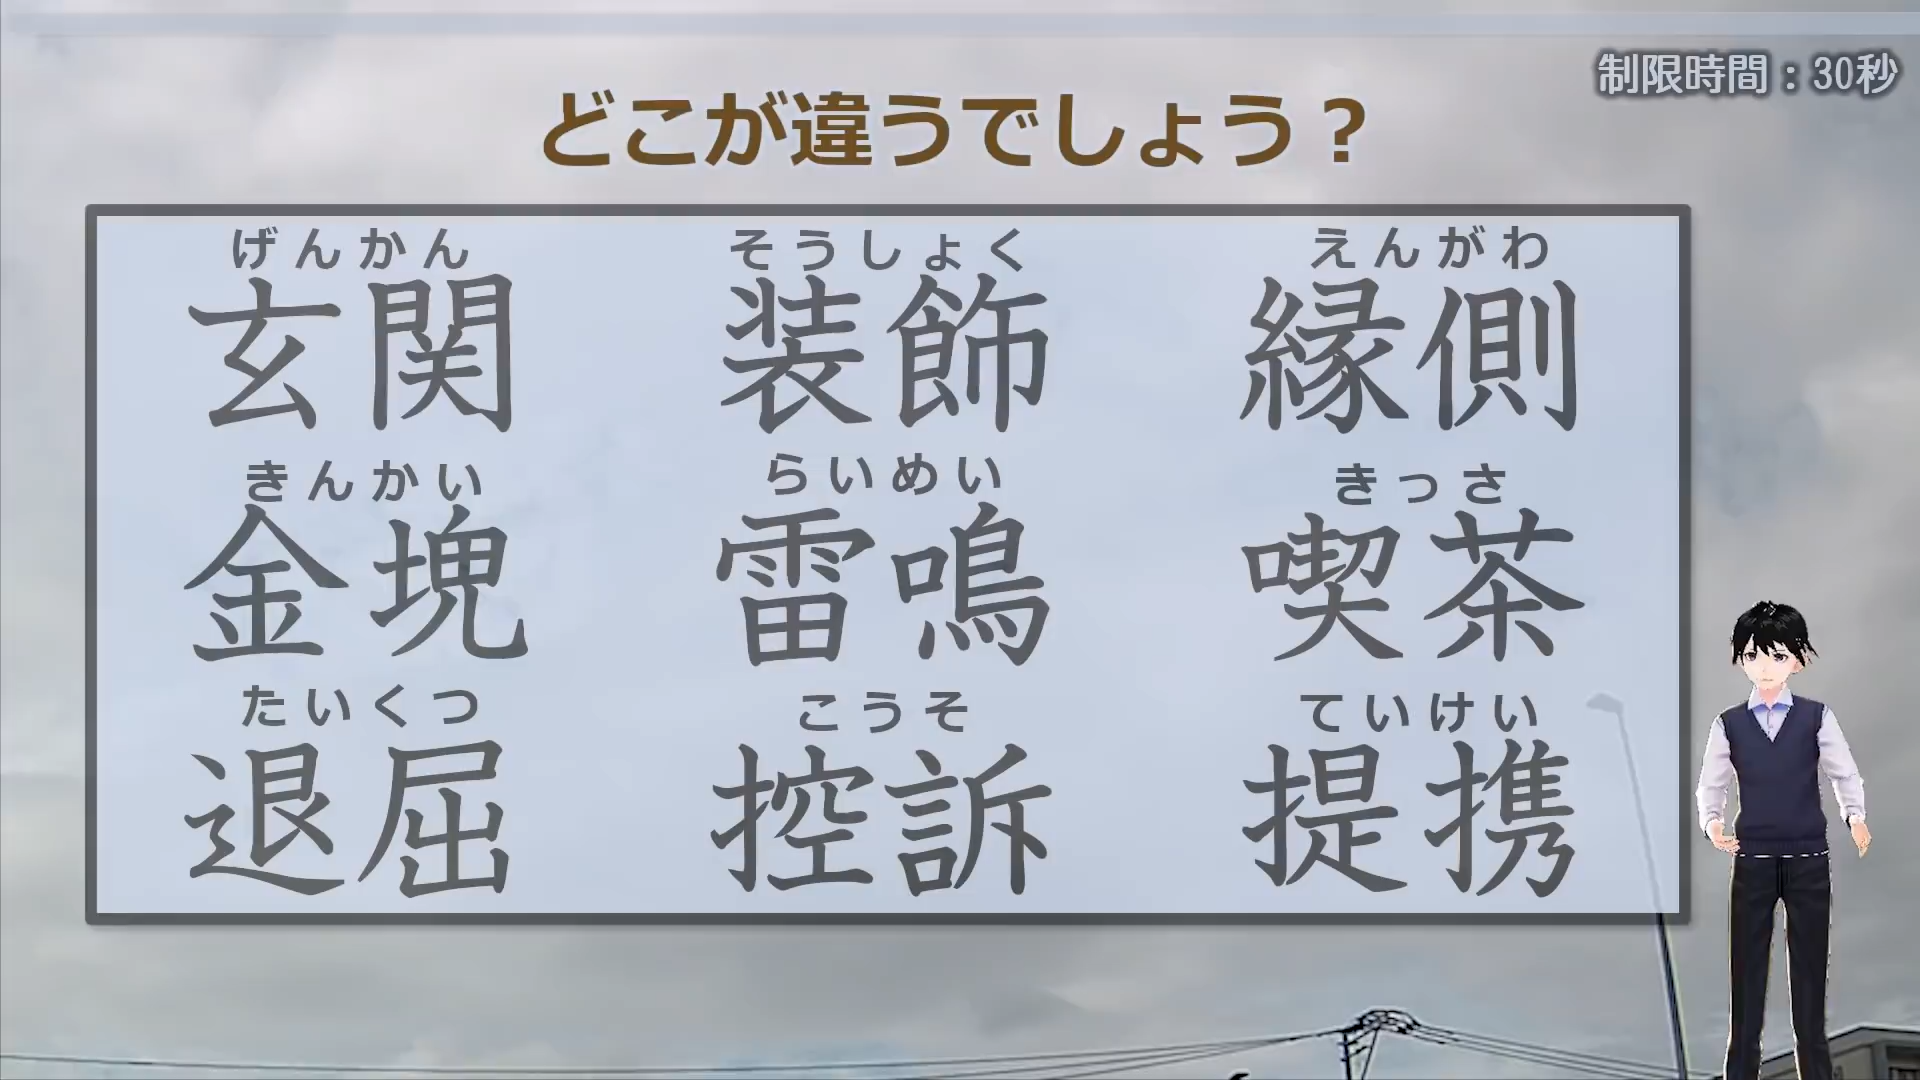 制限時間：30秒
どこが違うでしょう？
げんかん そうしょく えんがわ
玄関 装飾 縁側
きんかい らいめい きっさ
金塊 雷鳴 喫茶
たいくつ こうそ ていけい
退屈 控訴 提携